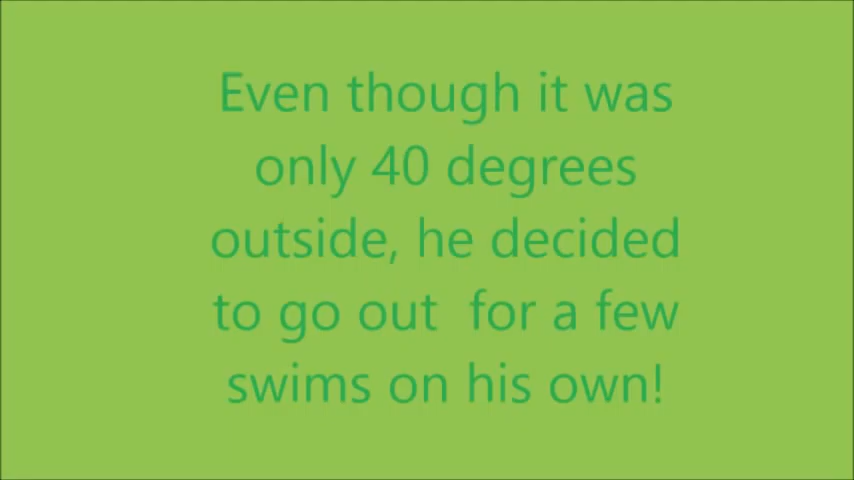 Even though it was
only 40 degrees
outside, he decided
to go out  for a few
swims on his own!